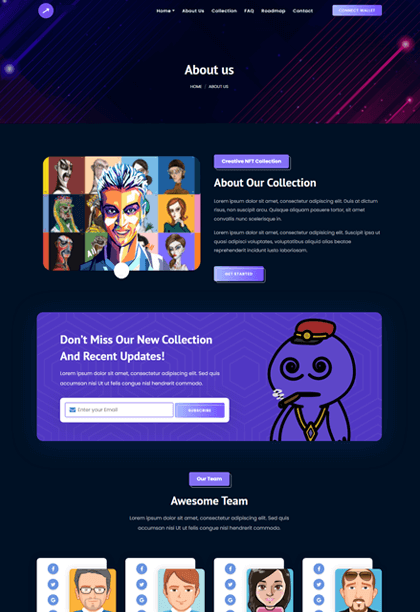 Home
About Us
Collection
FAQ
Roadmap
Contact
CONNECT WALLET
About us
HOME | ABOUT US
Creative NFT Collection
About Our Collection
Lorem ipsum dolor sit amet, consectetur adipiscing elit. Duis at dictum
risus, non suscipit arcu. Quisque aliquam posuere tortor, sit amet
convallis nunc scelerisque in.
Lorem ipsum dolor sit amet, consectetur adipiscing elit. Suscipit ipsa ut
quasi adipisci voluptates, voluptatibus aliquid alias beatae
reprehenderit incidunt iusto laboriosam.
GET STARTED
Don't Miss Our New Collection
And Recent Updates!
Lorem ipsum dolor sit amet, consectetur adipiscing elit. Sed quis
accumsan nisi Ut ut felis congue nisl hendrerit commodo.
Enter your Email
SUBSCRIBE
Our Team
Awesome Team
Lorem ipsum dolor sit amet, consectetur adipiscing elit. Sed quis
accumsan nisi Ut ut felis congue nisl hendrerit commodo.